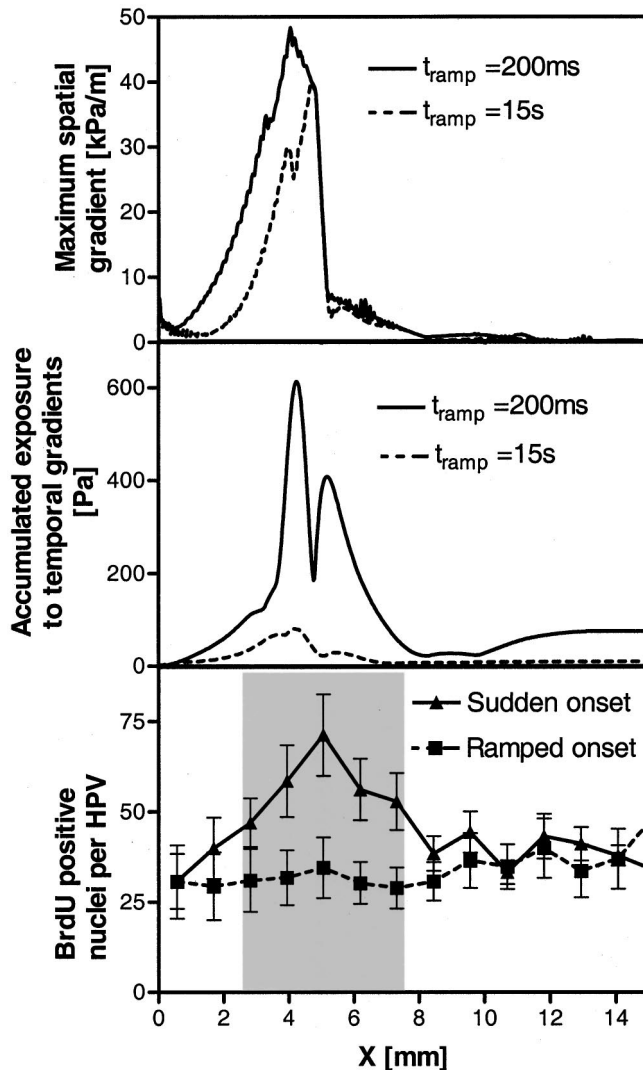 Maximum spatial
gradient [kPa/m]
50
40
30
20
10
0
t_ramp =200ms
t_ramp =15s
Accumulated exposure
to temporal gradients
[Pa]
600
400
200
0
t_ramp =200ms
t_ramp =15s
BrdU positive
nuclei per HPV
75
50
25
0
Sudden onset
Ramped onset
0 2 4 6 8 10 12 14
X [mm]